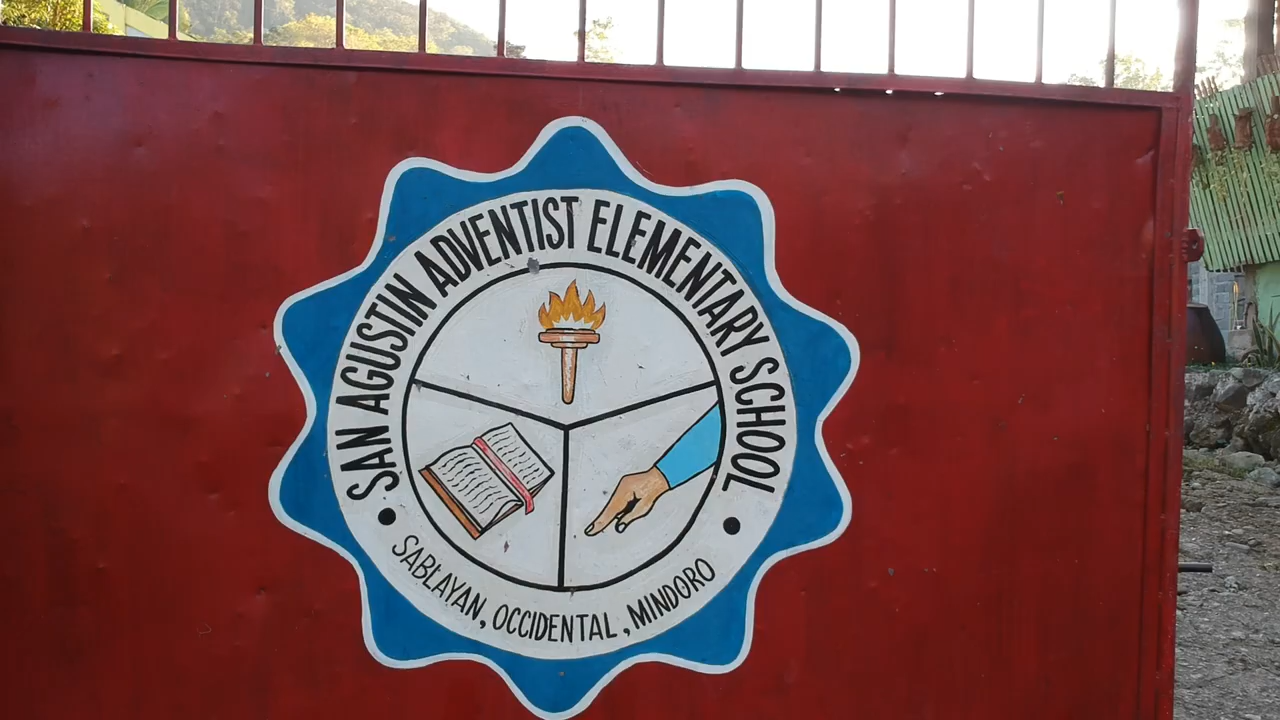 SAN AGUSTIN ADVENTIST ELEMENTARY SCHOOL
SABLAYAN, OCCIDENTAL, MINDORO